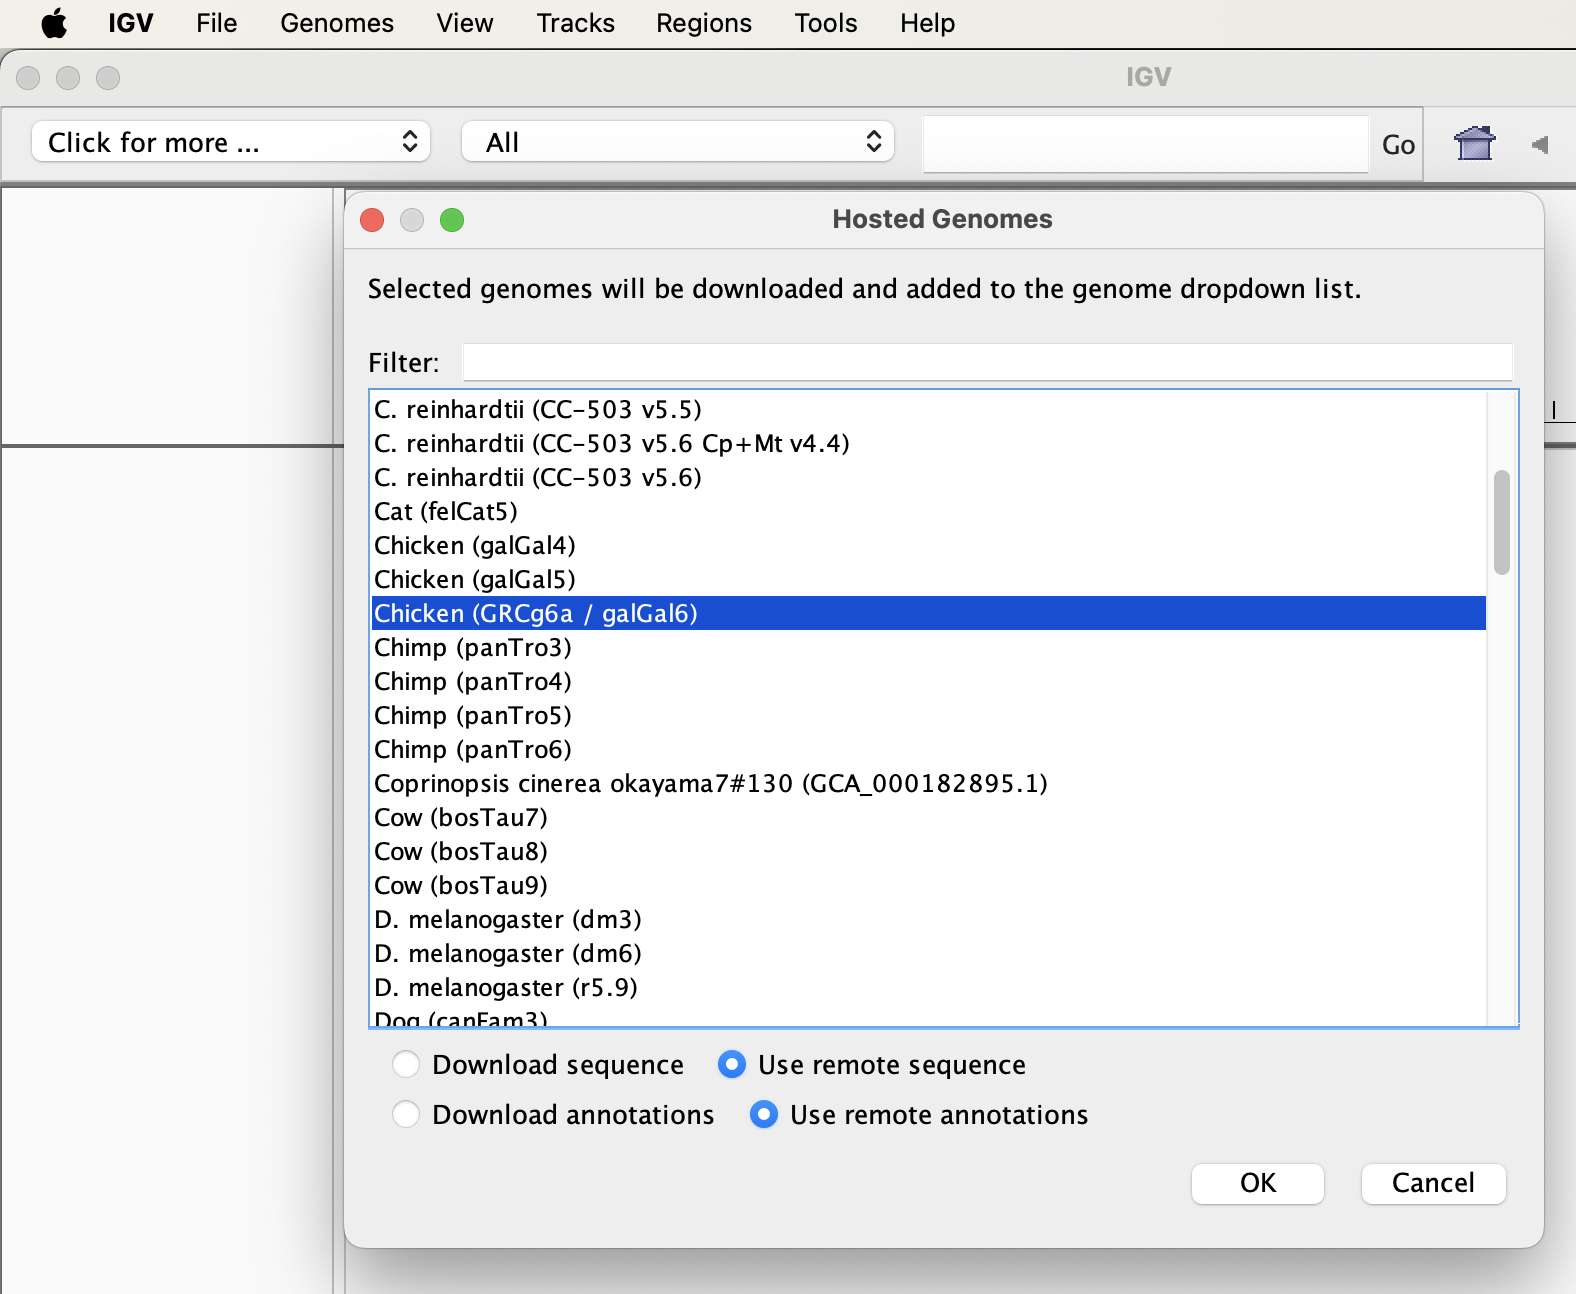 IGV File Genomes View Tracks Regions Tools Help
IGV
Click for more ... All Go
Hosted Genomes
Selected genomes will be downloaded and added to the genome dropdown list.
Filter:
C. reinhardtii (CC-503 v5.5)
C. reinhardtii (CC-503 v5.6 Cp+Mt v4.4)
C. reinhardtii (CC-503 v5.6)
Cat (felCat5)
Chicken (galGal4)
Chicken (galGal5)
Chicken (GRCg6a / galGal6)
Chimp (panTro3)
Chimp (panTro4)
Chimp (panTro5)
Chimp (panTro6)
Coprinopsis cinerea okayama7#130 (GCA_000182895.1)
Cow (bosTau7)
Cow (bosTau8)
Cow (bosTau9)
D. melanogaster (dm3)
D. melanogaster (dm6)
D. melanogaster (r5.9)
Dog (canFam3)
Download sequence Use remote sequence
Download annotations Use remote annotations
OK Cancel